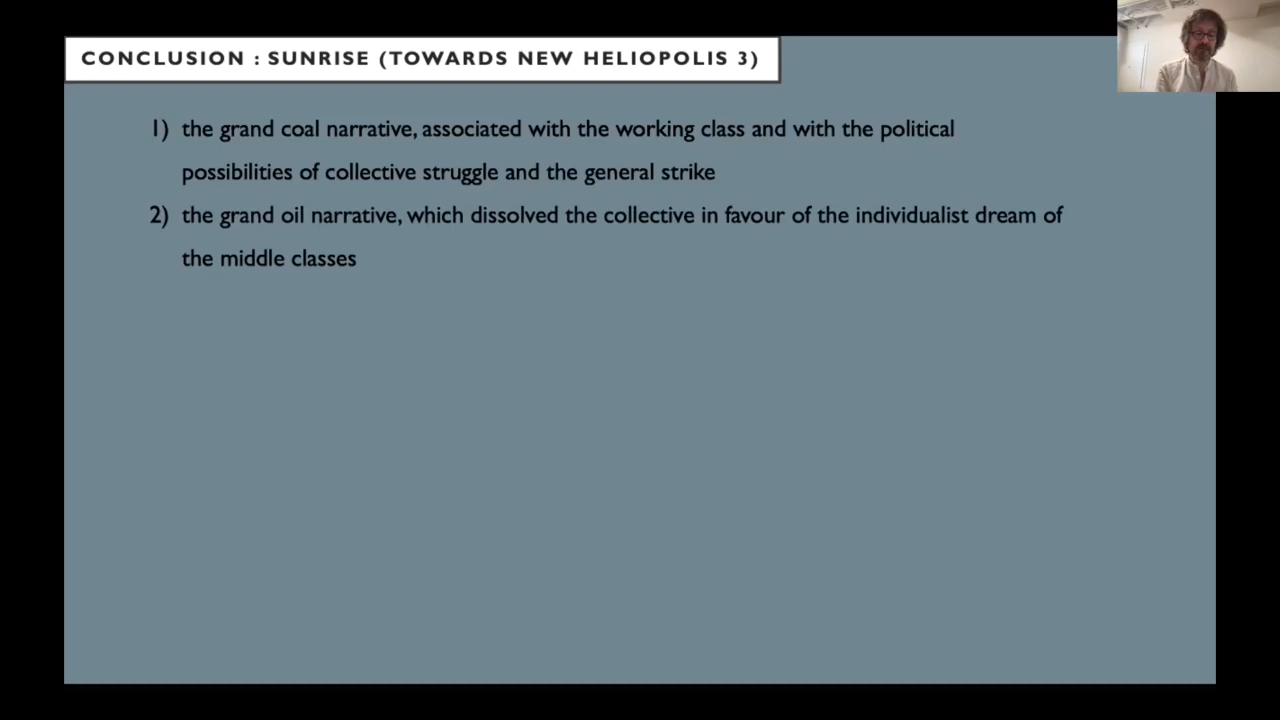 CONCLUSION : SUNRISE (TOWARDS NEW HELIOPOLIS 3)
1) the grand coal narrative, associated with the working class and with the political
possibilities of collective struggle and the general strike
2) the grand oil narrative, which dissolved the collective in favour of the individualist dream of
the middle classes